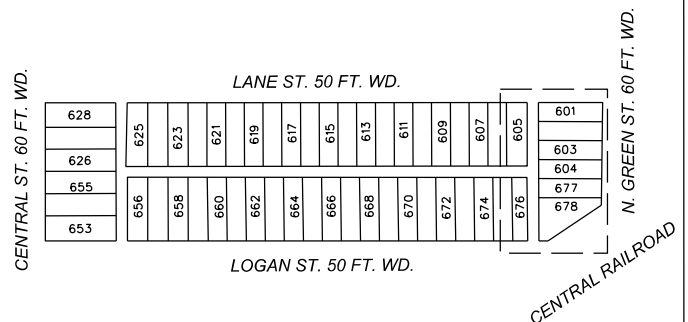 LANE ST. 50 FT. WD.
CENTRAL ST. 60 FT. WD.
N. GREEN ST. 60 FT. WD.
628
626
655
653
625 623 621 619 617 615 613 611 609 607 605
656 658 660 662 664 666 668 670 672 674 676
601
603
604
677
678
LOGAN ST. 50 FT. WD.
CENTRAL RAILROAD